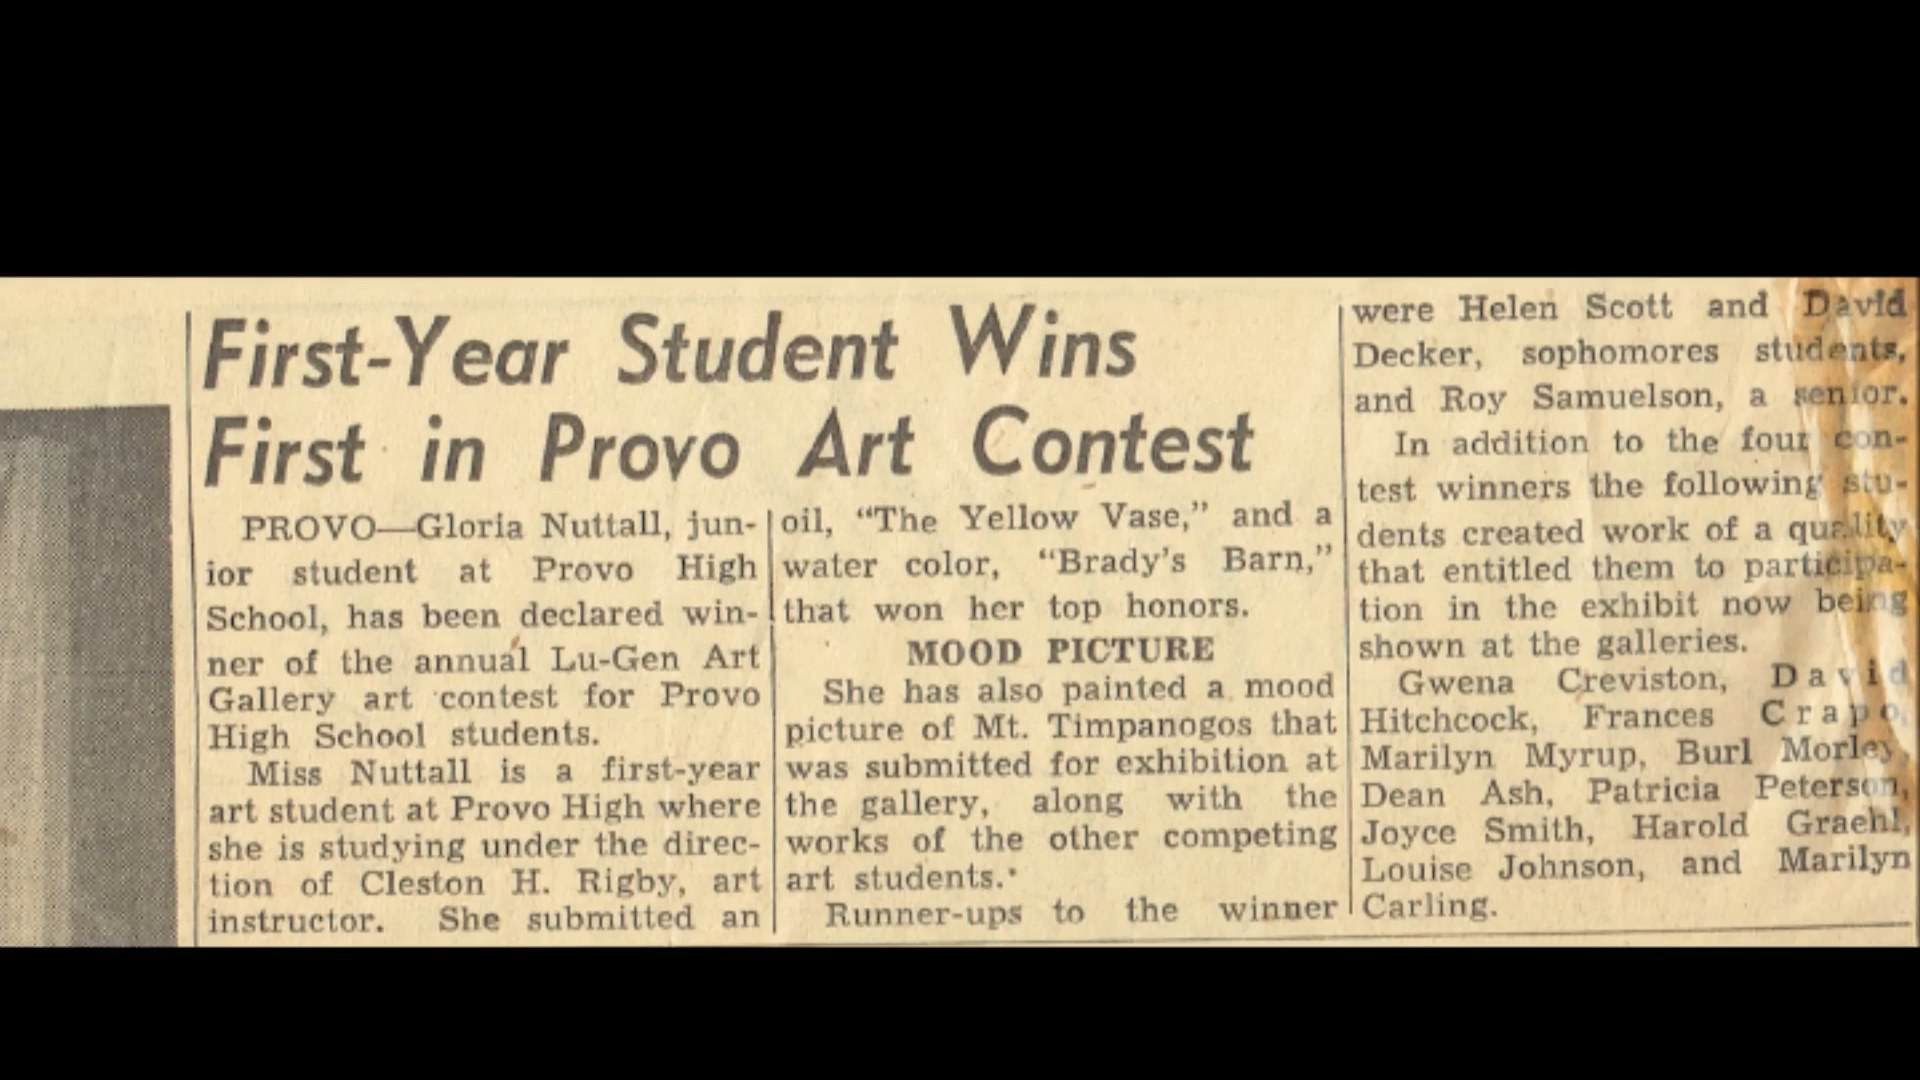 First-Year Student Wins
First in Provo Art Contest
PROVO—Gloria Nuttall, jun-
ior student at Provo High
School, has been declared win-
ner of the annual Lu-Gen Art
Gallery art contest for Provo
High School students.
Miss Nuttall is a first-year
art student at Provo High where
she is studying under the direc-
tion of Cleston H. Rigby, art
instructor. She submitted an
oil, “The Yellow Vase,” and a
water color, “Brady's Barn,”
that won her top honors.
MOOD PICTURE
She has also painted a mood
picture of Mt. Timpanogos that
was submitted for exhibition at
the gallery, along with the
works of the other competing
art students.
Runner-ups to the winner
were Helen Scott and David
Decker, sophomores students,
and Roy Samuelson, a senior.
In addition to the four con-
test winners the following stu-
dents created work of a quality
that entitled them to participa-
tion in the exhibit now being
shown at the galleries.
Gwena Creviston, David
Hitchcock, Frances Crapo,
Marilyn Myrup, Burl Morley,
Dean Ash, Patricia Peterson,
Joyce Smith, Harold Graehl,
Louise Johnson, and Marilyn
Carling.